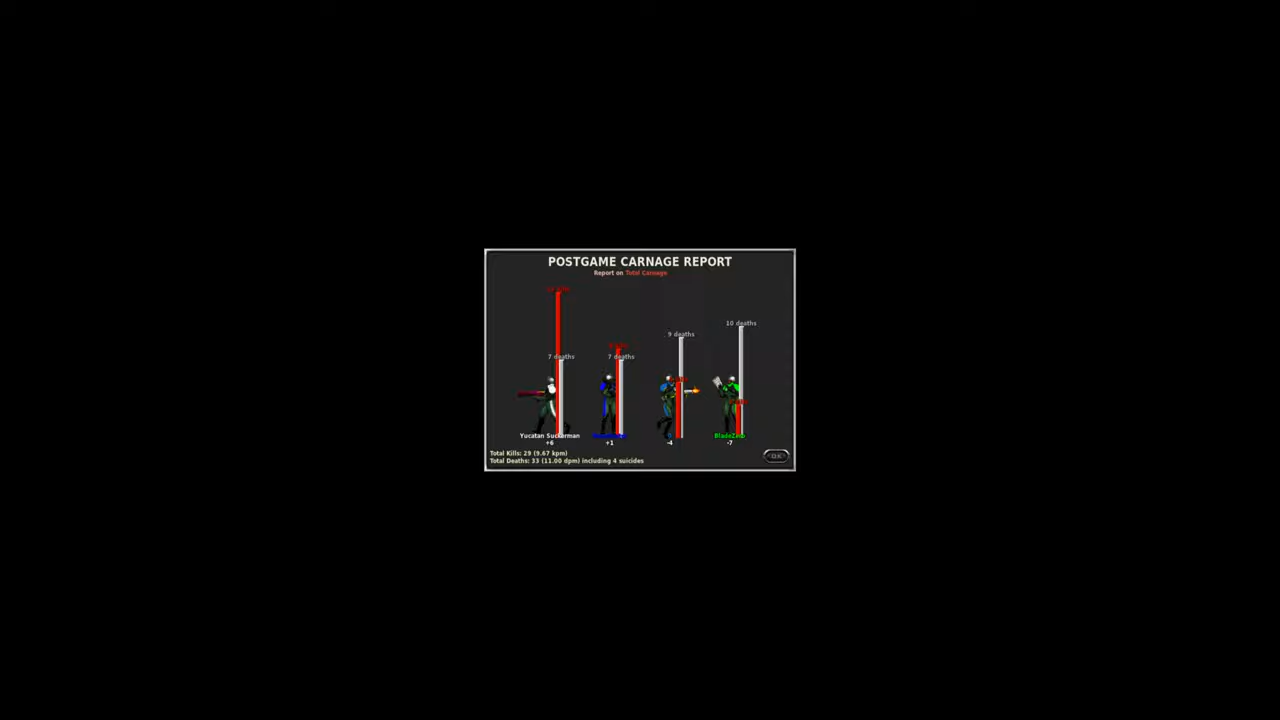 POSTGAME CARNAGE REPORT
Report on Total Carnage
10 deaths
9 deaths
7 deaths
7 deaths
Yucatan Suckerman
+6
+1
-4
-7
Total Kills: 29 (9.67 kpm)
Total Deaths: 33 (11.00 dpm) including 4 suicides
OK